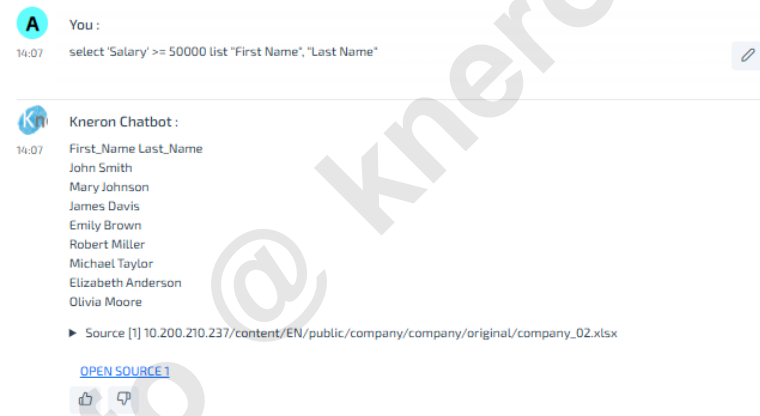 A
You :
14:07
select 'Salary' >= 50000 list "First Name", "Last Name"
Kn
Kneron Chatbot :
14:07
First_Name Last_Name
John Smith
Mary Johnson
James Davis
Emily Brown
Robert Miller
Michael Taylor
Elizabeth Anderson
Olivia Moore
▶ Source [1] 10.200.210.237/content/EN/public/company/company/original/company_02.xlsx
OPEN SOURCE 1
@ knero